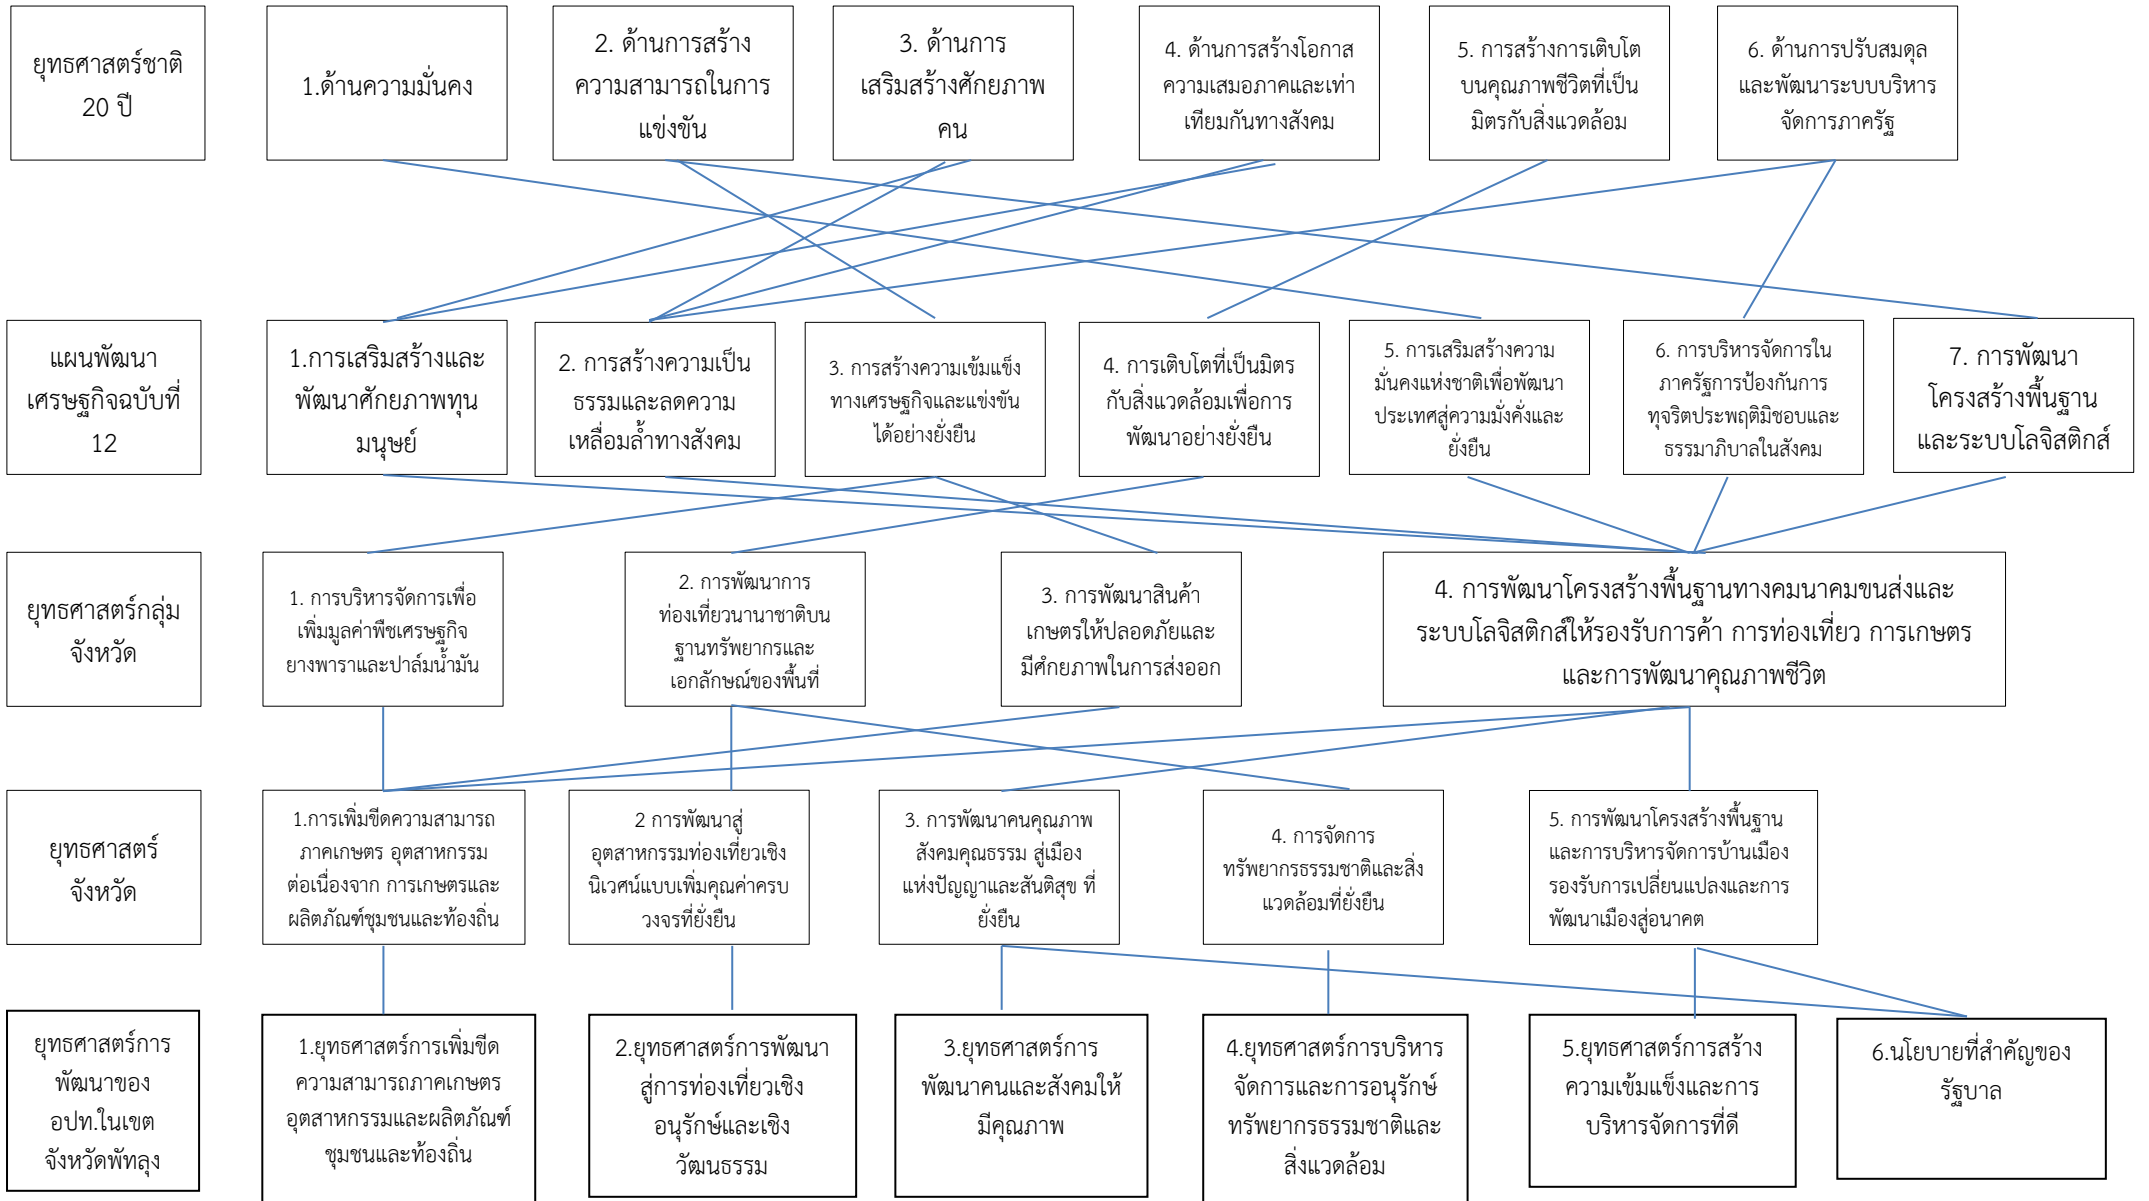 ยุทธศาสตร์ชาติ
20 ปี
1.ด้านความมั่นคง
2. ด้านการสร้าง
ความสามารถในการ
แข่งขัน
3. ด้านการ
เสริมสร้างศักยภาพ
คน
4. ด้านการสร้างโอกาส
ความเสมอภาคและเท่า
เทียมกันทางสังคม
5. การสร้างการเติบโต
บนคุณภาพชีวิตที่เป็น
มิตรกับสิ่งแวดล้อม
6. ด้านการปรับสมดุล
และพัฒนาระบบบริหาร
จัดการภาครัฐ
แผนพัฒนา
เศรษฐกิจฉบับที่
12
1.การเสริมสร้างและ
พัฒนาศักยภาพทุน
มนุษย์
2. การสร้างความเป็น
ธรรมและลดความ
เหลื่อมล้ำทางสังคม
3. การสร้างความเข้มแข็ง
ทางเศรษฐกิจและแข่งขัน
ได้อย่างยั่งยืน
4. การเติบโตที่เป็นมิตร
กับสิ่งแวดล้อมเพื่อการ
พัฒนาอย่างยั่งยืน
5. การเสริมสร้างความ
มั่นคงแห่งชาติเพื่อพัฒนา
ประเทศสู่ความมั่งคั่งและ
ยั่งยืน
6. การบริหารจัดการใน
ภาครัฐการป้องกันการ
ทุจริตประพฤติมิชอบและ
ธรรมาภิบาลในสังคม
7. การพัฒนา
โครงสร้างพื้นฐาน
และระบบโลจิสติกส์
ยุทธศาสตร์กลุ่ม
จังหวัด
1. การบริหารจัดการเพื่อ
เพิ่มมูลค่าพืชเศรษฐกิจ
ยางพาราและปาล์มน้ำมัน
2. การพัฒนาการ
ท่องเที่ยวนานาชาติบน
ฐานทรัพยากรและ
เอกลักษณ์ของพื้นที่
3. การพัฒนาสินค้า
เกษตรให้ปลอดภัยและ
มีศํกยภาพในการส่งออก
4. การพัฒนาโครงสร้างพื้นฐานทางคมนาคมขนส่งและ
ระบบโลจิสติกส์ให้รองรับการค้า การท่องเที่ยว การเกษตร
และการพัฒนาคุณภาพชีวิต
ยุทธศาสตร์
จังหวัด
1.การเพิ่มขีดความสามารถ
ภาคเกษตร อุตสาหกรรม
ต่อเนื่องจาก การเกษตรและ
ผลิตภัณฑ์ชุมชนและท้องถิ่น
2 การพัฒนาสู่
อุตสาหกรรมท่องเที่ยวเชิง
นิเวศน์แบบเพิ่มคุณค่าครบ
วงจรที่ยั่งยืน
3. การพัฒนาคนคุณภาพ
สังคมคุณธรรม สู่เมือง
แห่งปัญญาและสันติสุข ที่
ยั่งยืน
4. การจัดการ
ทรัพยากรธรรมชาติและสิ่ง
แวดล้อมที่ยั่งยืน
5. การพัฒนาโครงสร้างพื้นฐาน
และการบริหารจัดการบ้านเมือง
รองรับการเปลี่ยนแปลงและการ
พัฒนาเมืองสู่อนาคต
ยุทธศาสตร์การ
พัฒนาของ
อปท.ในเขต
จังหวัดพัทลุง
1.ยุทธศาสตร์การเพิ่มขีด
ความสามารถภาคเกษตร
อุตสาหกรรมและผลิตภัณฑ์
ชุมชนและท้องถิ่น
2.ยุทธศาสตร์การพัฒนา
สู่การท่องเที่ยวเชิง
อนุรักษ์และเชิง
วัฒนธรรม
3.ยุทธศาสตร์การ
พัฒนาคนและสังคมให้
มีคุณภาพ
4.ยุทธศาสตร์การบริหาร
จัดการและการอนุรักษ์
ทรัพยากรธรรมชาติและ
สิ่งแวดล้อม
5.ยุทธศาสตร์การสร้าง
ความเข้มแข็งและการ
บริหารจัดการที่ดี
6.นโยบายที่สำคัญของ
รัฐบาล